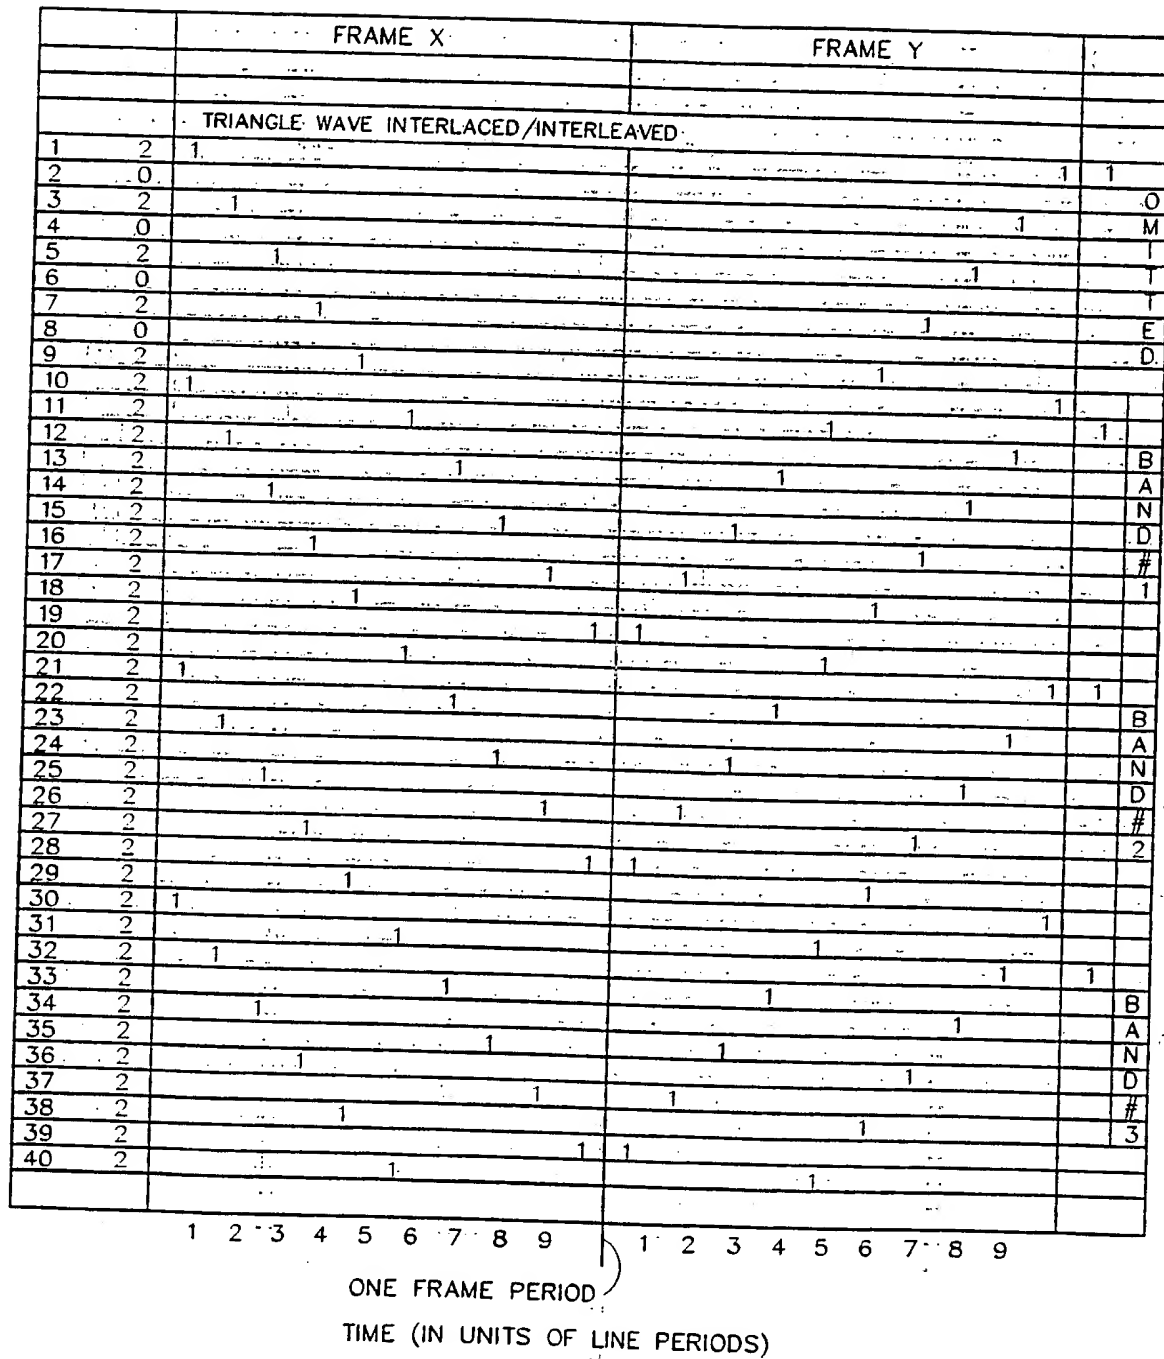 FRAME X FRAME Y
TRIANGLE WAVE INTERLACED/INTERLEAVED
1 2 1 1 1
2 0 O
3 2 1 1 M
4 0 I
5 2 1 1 T
6 0 T
7 2 1 1 E
8 0 D
9 2 1 1
10 2 1 1
11 2 1 1 1
12 2 1 1 B
13 2 1 1 A
14 2 1 1 N
15 2 1 1 D
16 2 1 1 #
17 2 1 1 1
18 2 1 1
19 2 1 1
20 2 1 1
21 2 1 1 1
22 2 1 1 B
23 2 1 1 A
24 2 1 1 N
25 2 1 1 D
26 2 1 1 #
27 2 1 1 2
28 2 1 1
29 2 1 1
30 2 1 1
31 2 1 1
32 2 1 1 1
33 2 1 1 B
34 2 1 1 A
35 2 1 1 N
36 2 1 1 D
37 2 1 1 #
38 2 1 1 3
39 2 1 1
40 2 1 1
1 2 3 4 5 6 7 8 9 1 2 3 4 5 6 7 8 9
ONE FRAME PERIOD
TIME (IN UNITS OF LINE PERIODS)